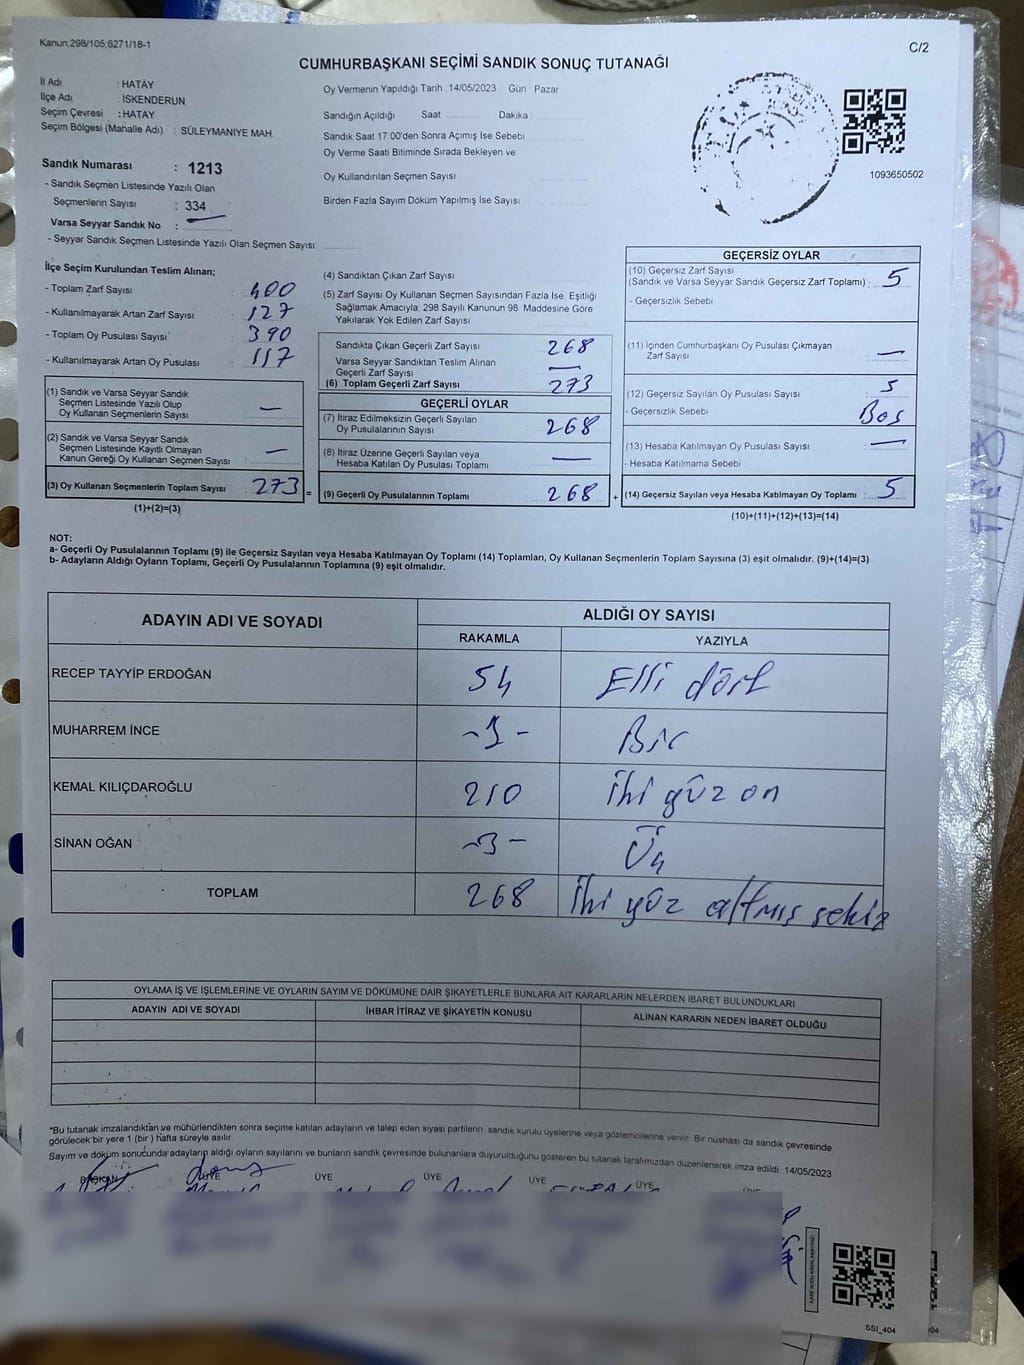 Kanun.298/105,6271/18-1
C/2
CUMHURBAŞKANI SEÇİMİ SANDIK SONUÇ TUTANAĞI
İl Adı : HATAY
İlçe Adı : İSKENDERUN
Seçim Çevresi : HATAY
Seçim Bölgesi (Mahalle Adı) : SÜLEYMANIYE MAH.
Sandık Numarası : 1213
- Sandık Seçmen Listesinde Yazılı Olan
Seçmenlerin Sayısı : 334
Varsa Seyyar Sandık No : —
- Seyyar Sandık Seçmen Listesinde Yazılı Olan Seçmen Sayısı:
Oy Vermenin Yapıldığı Tarih 14/05/2023 Gün Pazar
Sandığın Açıldığı Saat Dakika
Sandık Saat 17:00'den Sonra Açımış İse Sebebi
Oy Verme Saati Bitiminde Sırada Bekleyen ve
Oy Kullandırılan Seçmen Sayısı
Birden Fazla Sayım Döküm Yapılmış İse Sayısı
1093650502
İlçe Seçim Kurulundan Teslim Alınan;
- Toplam Zarf Sayısı : 400
- Kullanılmayarak Artan Zarf Sayısı : 127
- Toplam Oy Pusulası Sayısı : 390
- Kullanılmayarak Artan Oy Pusulası : 117
(1) Sandık ve Varsa Seyyar Sandık
Seçmen Listesinde Yazılı Olup
Oy Kullanan Seçmenlerin Sayısı : —
(2) Sandık ve Varsa Seyyar Sandık
Seçmen Listesinde Kayıtlı Olmayan
Kanun Gereği Oy Kullanan Seçmen Sayısı : —
(3) Oy Kullanan Seçmenlerin Toplam Sayısı : 273 =
(1)+(2)=(3)
(4) Sandıktan Çıkan Zarf Sayısı
(5) Zarf Sayısı Oy Kullanan Seçmen Sayısından Fazla İse, Eşitliği
Sağlamak Amacıyla, 298 Sayılı Kanunun 98 Maddesine Göre
Yakılarak Yok Edilen Zarf Sayısı
Sandıkta Çıkan Geçerli Zarf Sayısı 268
Varsa Seyyar Sandıktan Teslim Alınan
Geçerli Zarf Sayısı —
(6) Toplam Geçerli Zarf Sayısı 273
GEÇERLİ OYLAR
(7) İtiraz Edilmeksizin Geçerli Sayılan
Oy Pusulalarının Sayısı 268
(8) İtiraz Üzerine Geçerli Sayılan veya
Hesaba Katılan Oy Pusulası Toplamı —
(9) Geçerli Oy Pusulalarının Toplamı 268 +
GEÇERSİZ OYLAR
(10) Geçersiz Zarf Sayısı
(Sandık ve Varsa Seyyar Sandık Geçersiz Zarf Toplamı) : 5
- Geçersizlik Sebebi
(11) İçinden Cumhurbaşkanı Oy Pusulası Çıkmayan
Zarf Sayısı —
(12) Geçersiz Sayılan Oy Pusulası Sayısı 5
- Geçersizlik Sebebi Boş
(13) Hesaba Katılmayan Oy Pusulası Sayısı —
- Hesaba Katılmama Sebebi
(14) Geçersiz Sayılan veya Hesaba Katılmayan Oy Toplamı : 5
(10)+(11)+(12)+(13)=(14)
NOT:
a- Geçerli Oy Pusulalarının Toplamı (9) ile Geçersiz Sayılan veya Hesaba Katılmayan Oy Toplamı (14) Toplamları, Oy Kullanan Seçmenlerin Toplam Sayısına (3) eşit olmalıdır. (9)+(14)=(3)
b- Adayların Aldığı Oyların Toplamı, Geçerli Oy Pusulalarının Toplamına (9) eşit olmalıdır.
ADAYIN ADI VE SOYADI ALDIĞI OY SAYISI
RAKAMLA YAZIYLA
RECEP TAYYİP ERDOĞAN 54 Elli dört
MUHARREM İNCE -1- Bir
KEMAL KILIÇDAROĞLU 210 İki yüz on
SİNAN OĞAN -3- Üç
TOPLAM 268 İki yüz altmış sekiz
OYLAMA İŞ VE İŞLEMLERİNE VE OYLARIN SAYIM VE DÖKÜMÜNE DAİR ŞİKAYETLERLE BUNLARA AİT KARARLARIN NELERDEN İBARET BULUNDUKLARI
ADAYIN ADI VE SOYADI İHBAR İTİRAZ VE ŞİKAYETİN KONUSU ALINAN KARARIN NEDEN İBARET OLDUĞU
*Bu tutanak imzalandıktan ve mühürlendikten sonra seçime katılan adayların ve talep eden siyasi partilerin sandık kurulu üyelerine veya gözlemcilerine verilir. Bir nüshası da sandık çevresinde
görülecek bir yere 1 (bir ) hafta süreyle asılır.
Sayım ve döküm sonucunda adayların aldığı oyların sayılarını ve bunların sandık çevresinde bulunanlara duyurulduğunu gösteren bu tutanak tarafımızdan düzenlenerek imza edildi. 14/05/2023
BAŞKAN ÜYE ÜYE ÜYE ÜYE ÜYE ÜYE
SSI_404